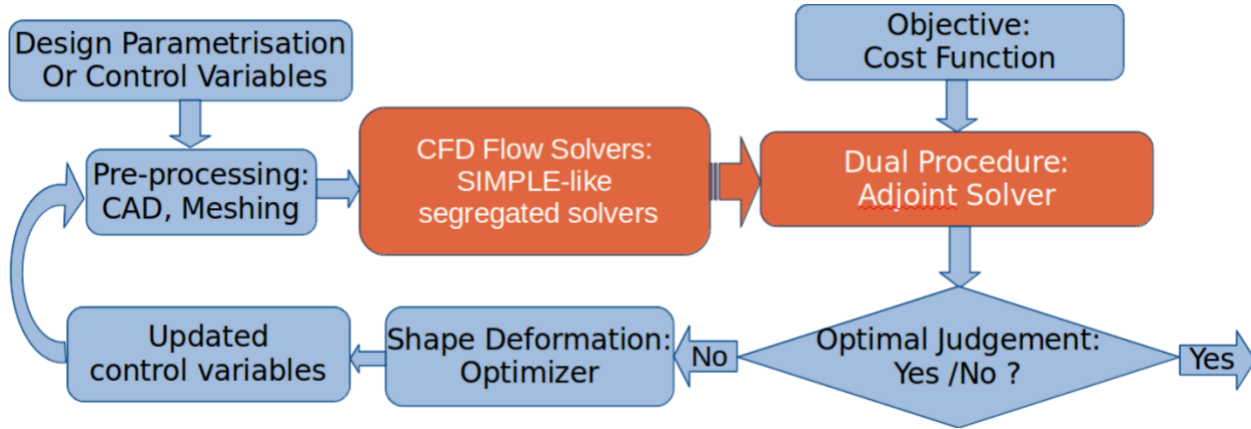 Design Parametrisation
Or Control Variables
Objective:
Cost Function
Pre-processing:
CAD, Meshing
CFD Flow Solvers:
SIMPLE-like
segregated solvers
Dual Procedure:
Adjoint Solver
Updated
control variables
Shape Deformation:
Optimizer
No
Optimal Judgement:
Yes /No ?
Yes